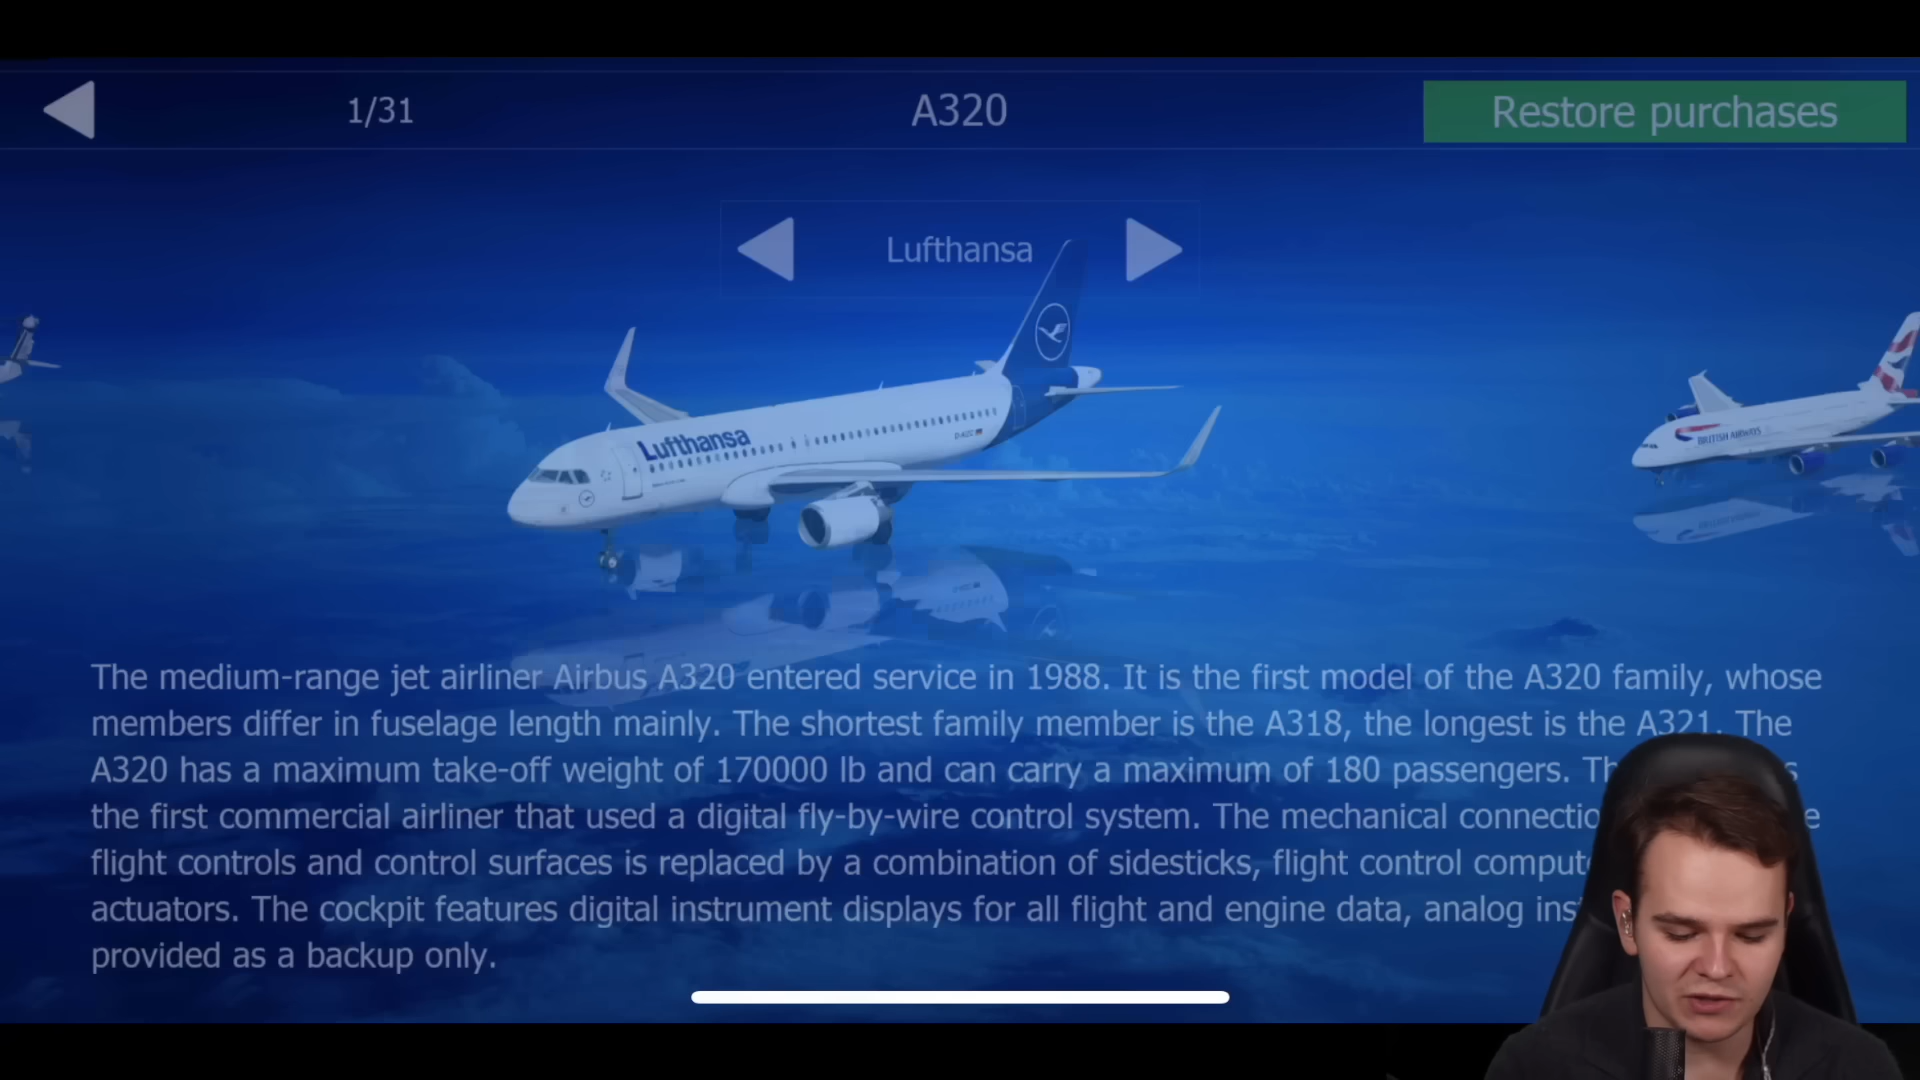 1/31
A320
Restore purchases
Lufthansa
Lufthansa
BRITISH AIRWAYS
The medium-range jet airliner Airbus A320 entered service in 1988. It is the first model of the A320 family, whose
members differ in fuselage length mainly. The shortest family member is the A318, the longest is the A321. The
A320 has a maximum take-off weight of 170000 lb and can carry a maximum of 180 passengers.
the first commercial airliner that used a digital fly-by-wire control system. The mechanical
flight controls and control surfaces is replaced by a combination of sidesticks, flight control
actuators. The cockpit features digital instrument displays for all flight and engine data, analog
provided as a backup only.